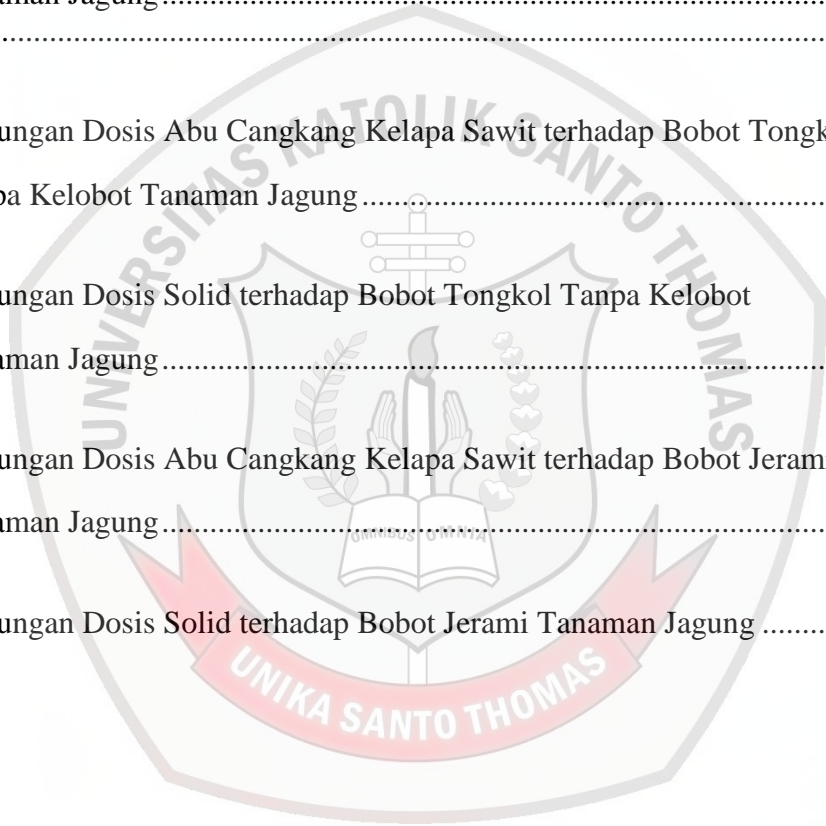 aman Jagung....................................................................................
....................................................................................................
ungan Dosis Abu Cangkang Kelapa Sawit terhadap Bobot Tongk
pa Kelobot Tanaman Jagung............................................................
ungan Dosis Solid terhadap Bobot Tongkol Tanpa Kelobot
aman Jagung....................................................................................
ungan Dosis Abu Cangkang Kelapa Sawit terhadap Bobot Jerami
aman Jagung....................................................................................
ungan Dosis Solid terhadap Bobot Jerami Tanaman Jagung ........
UNIVERSITAS KATOLIK SANTO THOMAS
OMNIBUS OMNIA
UNIKA SANTO THOMAS